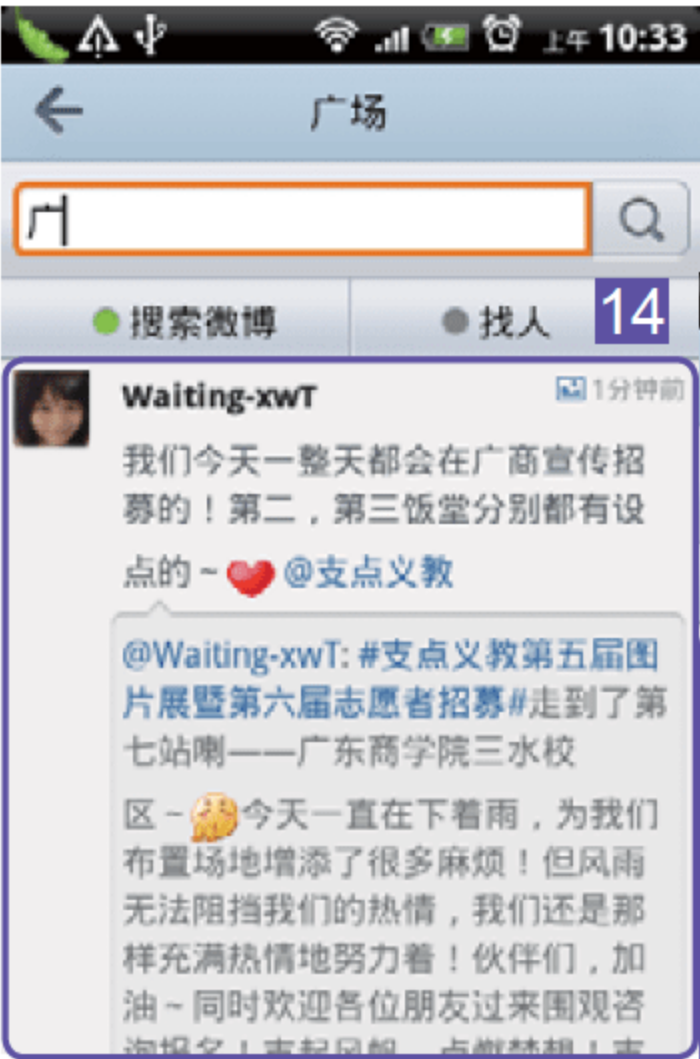 上午 10:33
广场
广
搜索微博
找人
14
Waiting-xwT
1分钟前
我们今天一整天都会在广商宣传招
募的！第二，第三饭堂分别都有设
点的~ @支点义教
@Waiting-xwT: #支点义教第五届图
片展暨第六届志愿者招募#走到了第
七站喇——广东商学院三水校
区~ 今天一直在下着雨，为我们
布置场地增添了很多麻烦！但风雨
无法阻挡我们的热情，我们还是那
样充满热情地努力着！伙伴们，加
油~同时欢迎各位朋友过来围观咨
询报名！